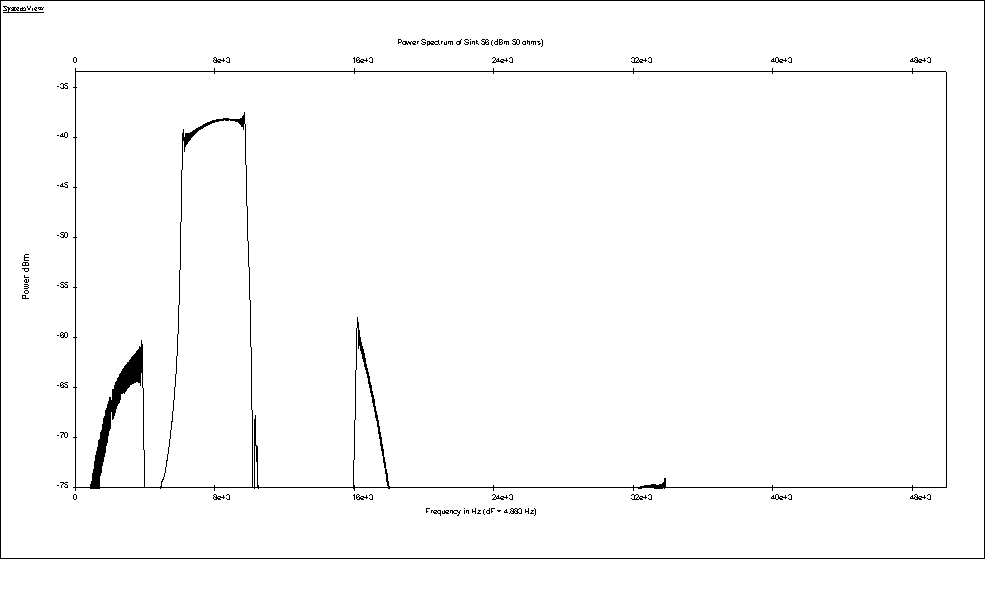 SystemView
Power Spectrum of Sink 56 (dBm 50 ohms)
0 8e+3 16e+3 24e+3 32e+3 40e+3 48e+3
-35
-40
-45
-50
-55
-60
-65
-70
-75
Power dBm
0 8e+3 16e+3 24e+3 32e+3 40e+3 48e+3
Frequency in Hz (dF = 4.883 Hz)